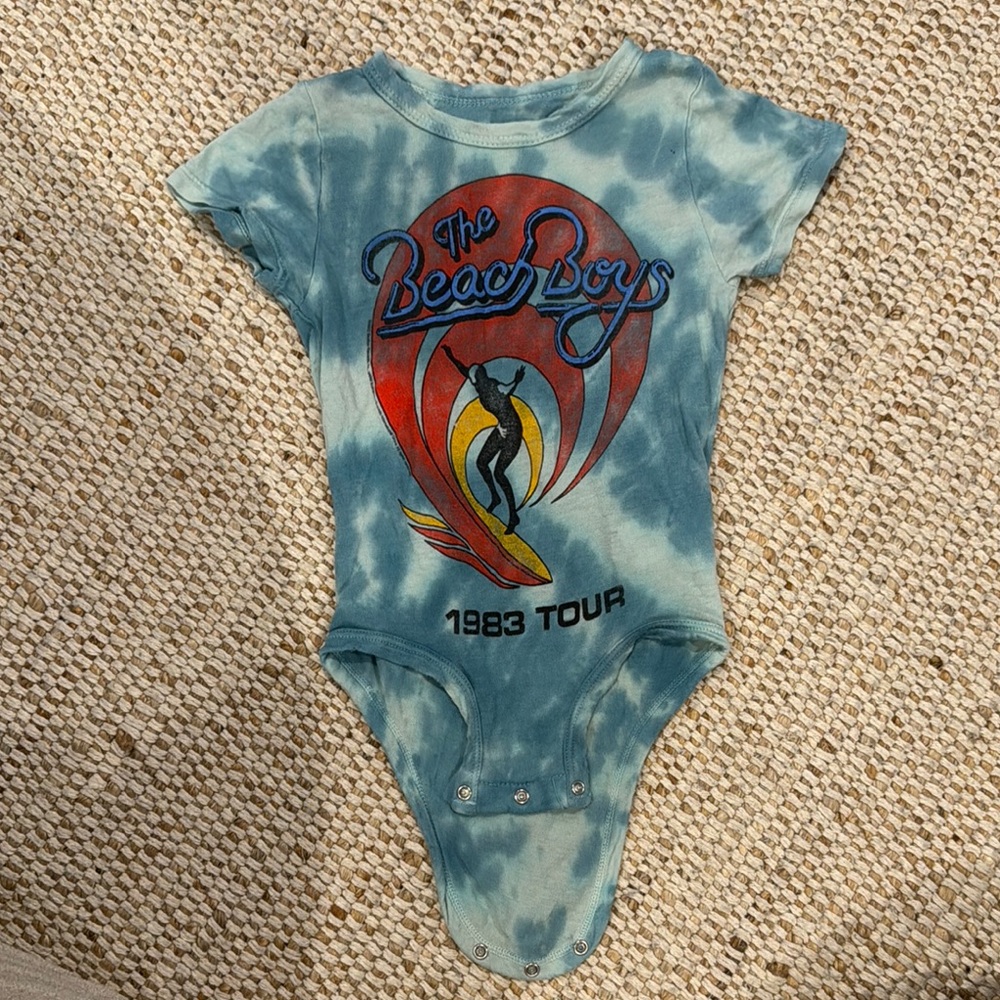 The
Beach Boys
1983 TOUR